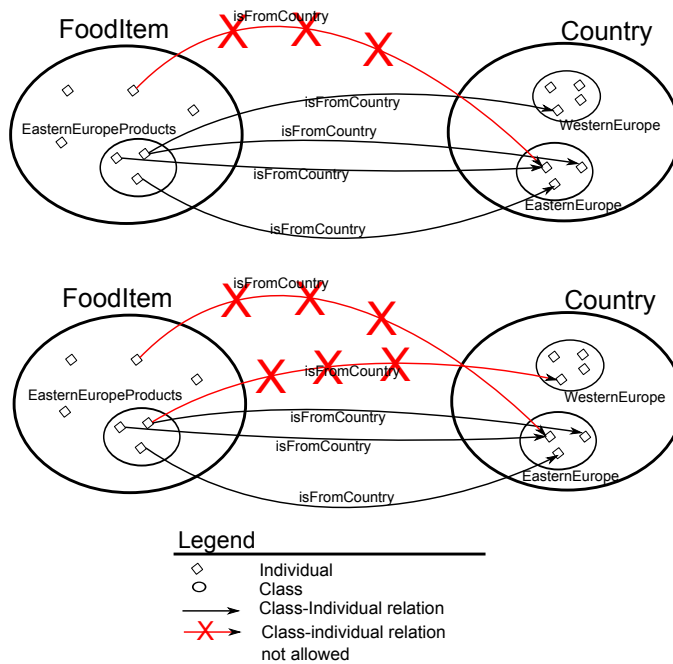 isFromCountry
FoodItem
Country
isFromCountry
EasternEuropeProducts
WesternEurope
isFromCountry
isFromCountry
EasternEurope
isFromCountry
isFromCountry
FoodItem
Country
isFromCountry
EasternEuropeProducts
WesternEurope
isFromCountry
isFromCountry
EasternEurope
isFromCountry
Legend
Individual
Class
Class-Individual relation
Class-individual relation
not allowed